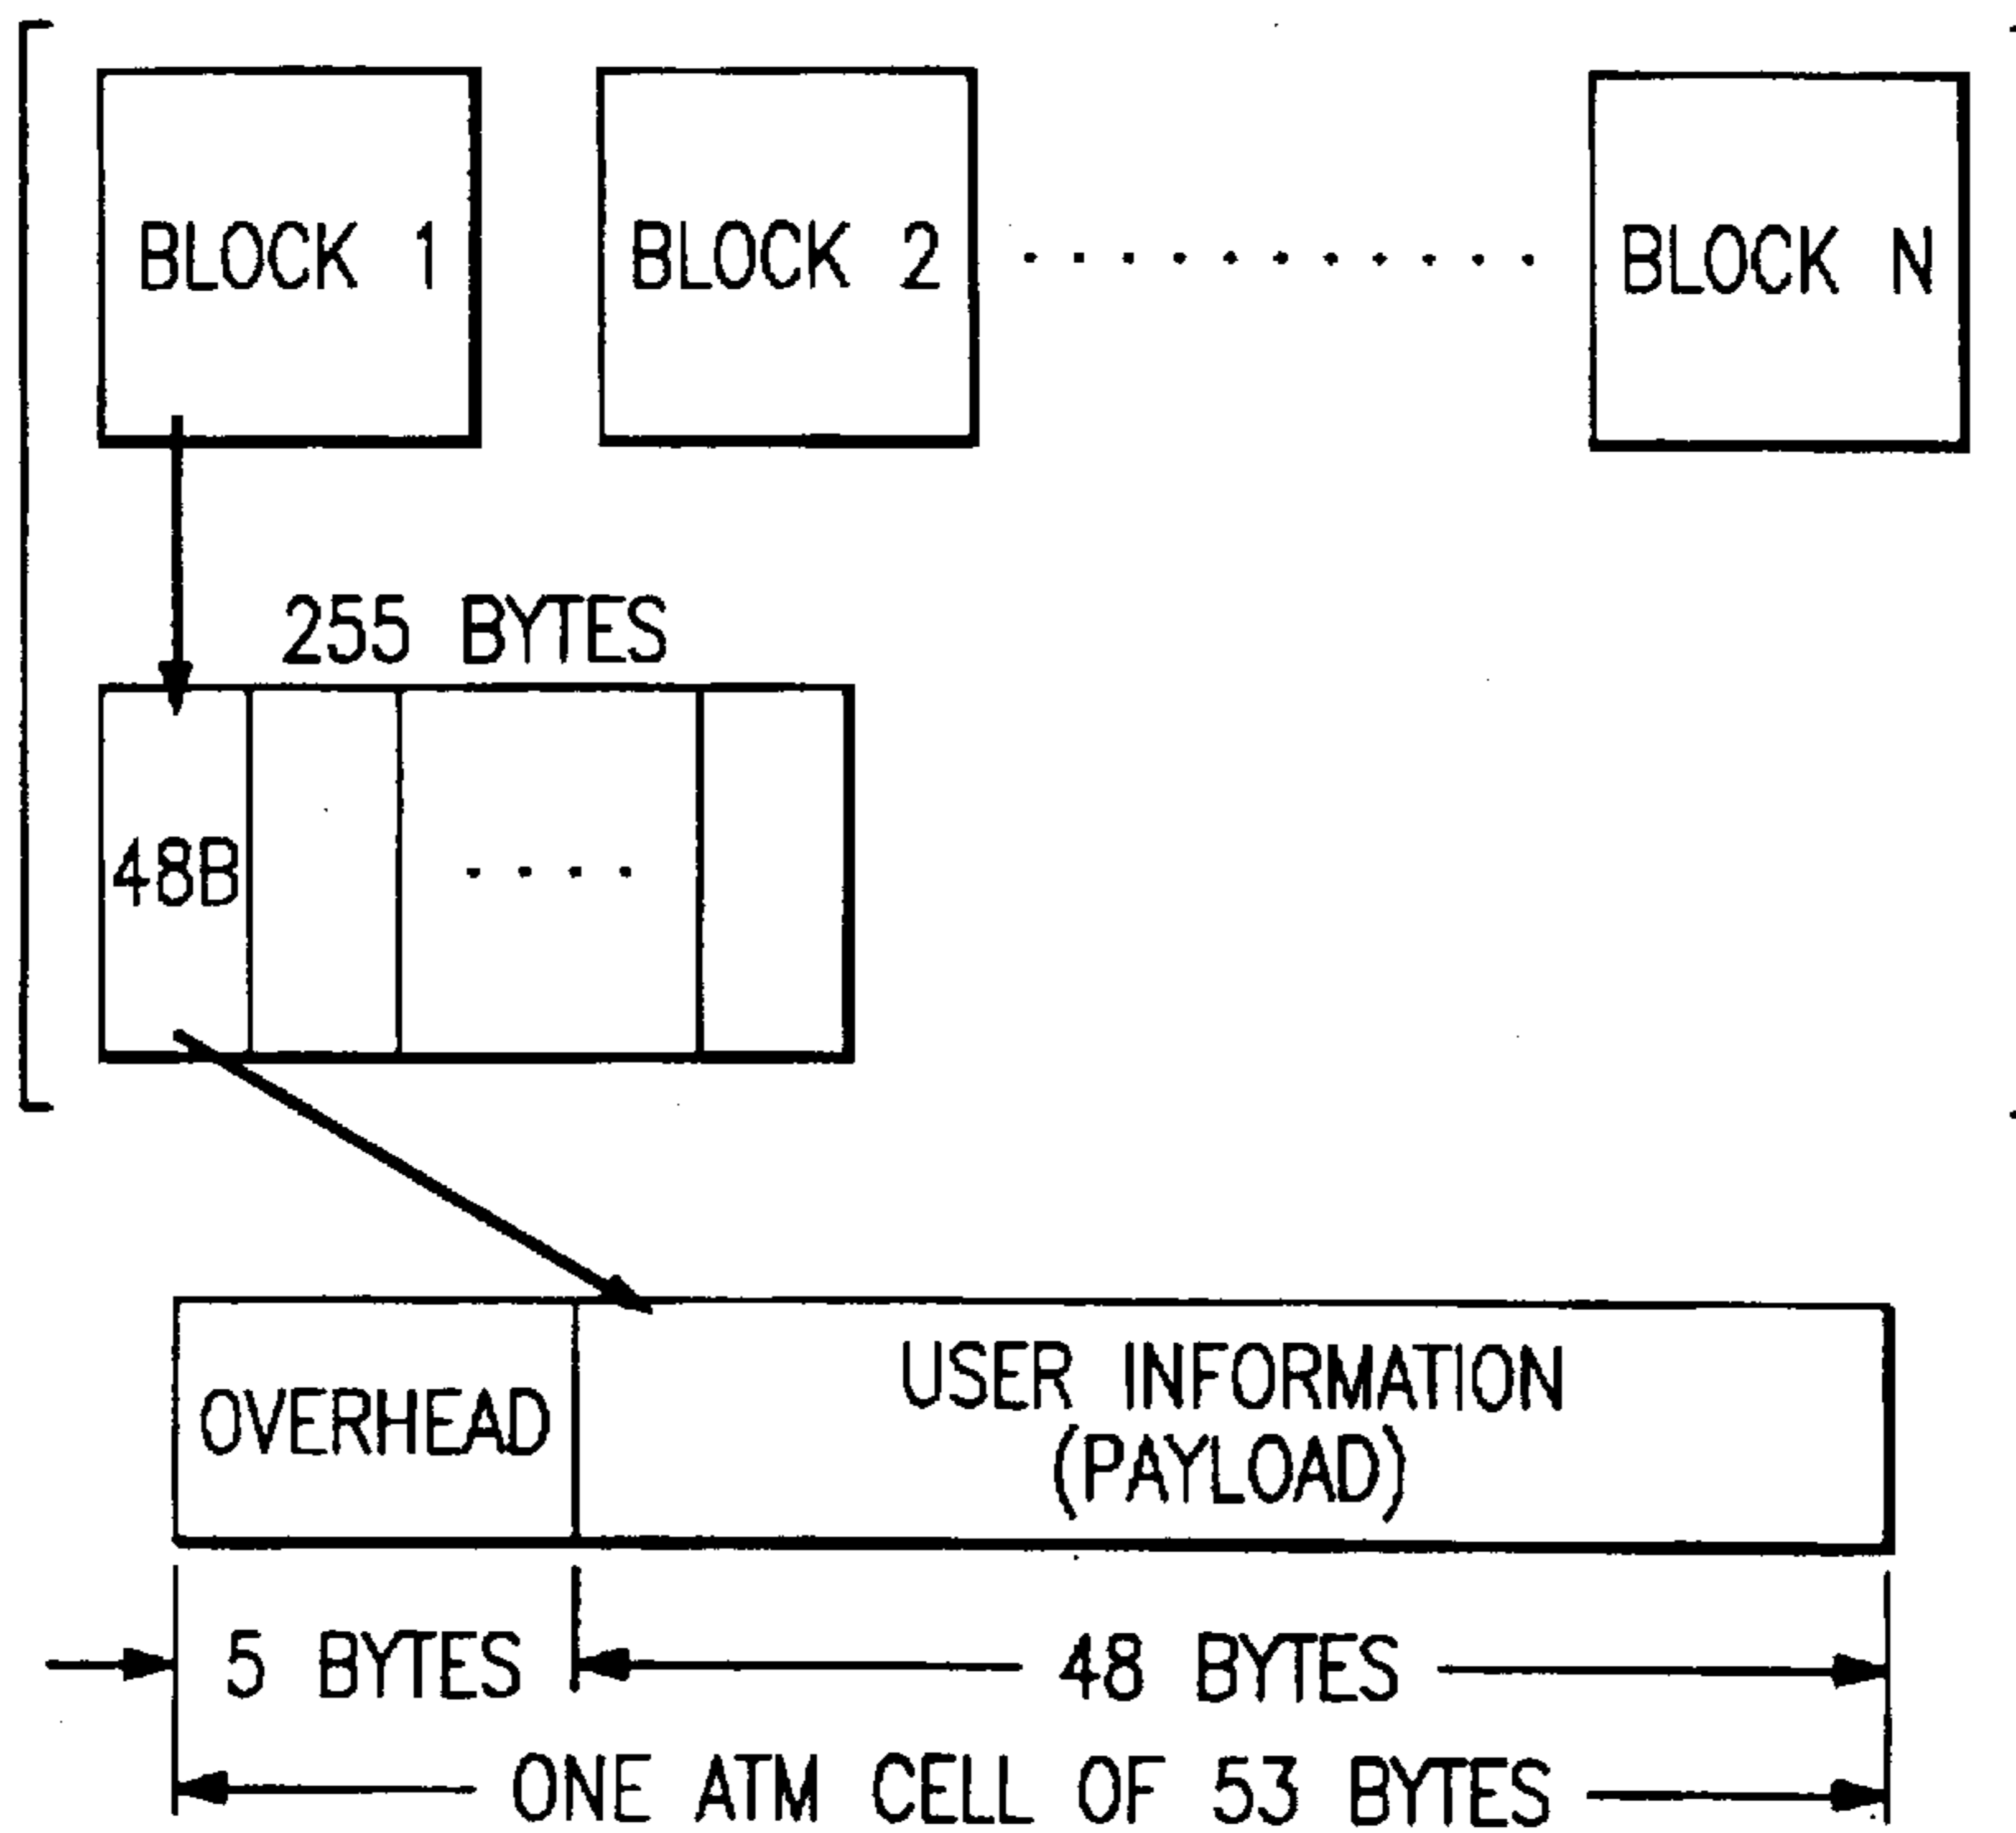 BLOCK 1
BLOCK 2 . . . . . . . . . . .
BLOCK N
255 BYTES
48B
. . . .
OVERHEAD
USER INFORMATION
(PAYLOAD)
5 BYTES
48 BYTES
ONE ATM CELL OF 53 BYTES